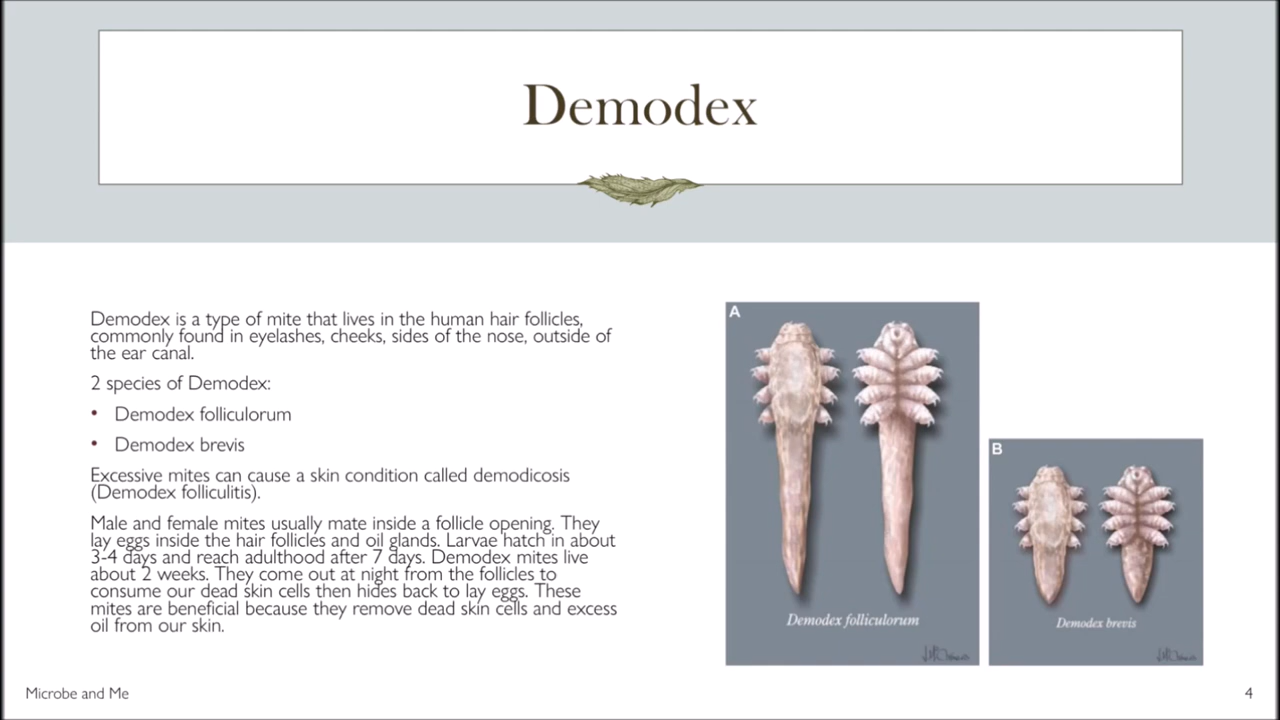 Demodex
Demodex is a type of mite that lives in the human hair follicles,
commonly found in eyelashes, cheeks, sides of the nose, outside of
the ear canal.
2 species of Demodex:
• Demodex folliculorum
• Demodex brevis
Excessive mites can cause a skin condition called demodicosis
(Demodex folliculitis).
Male and female mites usually mate inside a follicle opening. They
lay eggs inside the hair follicles and oil glands. Larvae hatch in about
3-4 days and reach adulthood after 7 days. Demodex mites live
about 2 weeks. They come out at night from the follicles to
consume our dead skin cells then hides back to lay eggs. These
mites are beneficial because they remove dead skin cells and excess
oil from our skin.
A
Demodex folliculorum
B
Demodex brevis
Microbe and Me
4